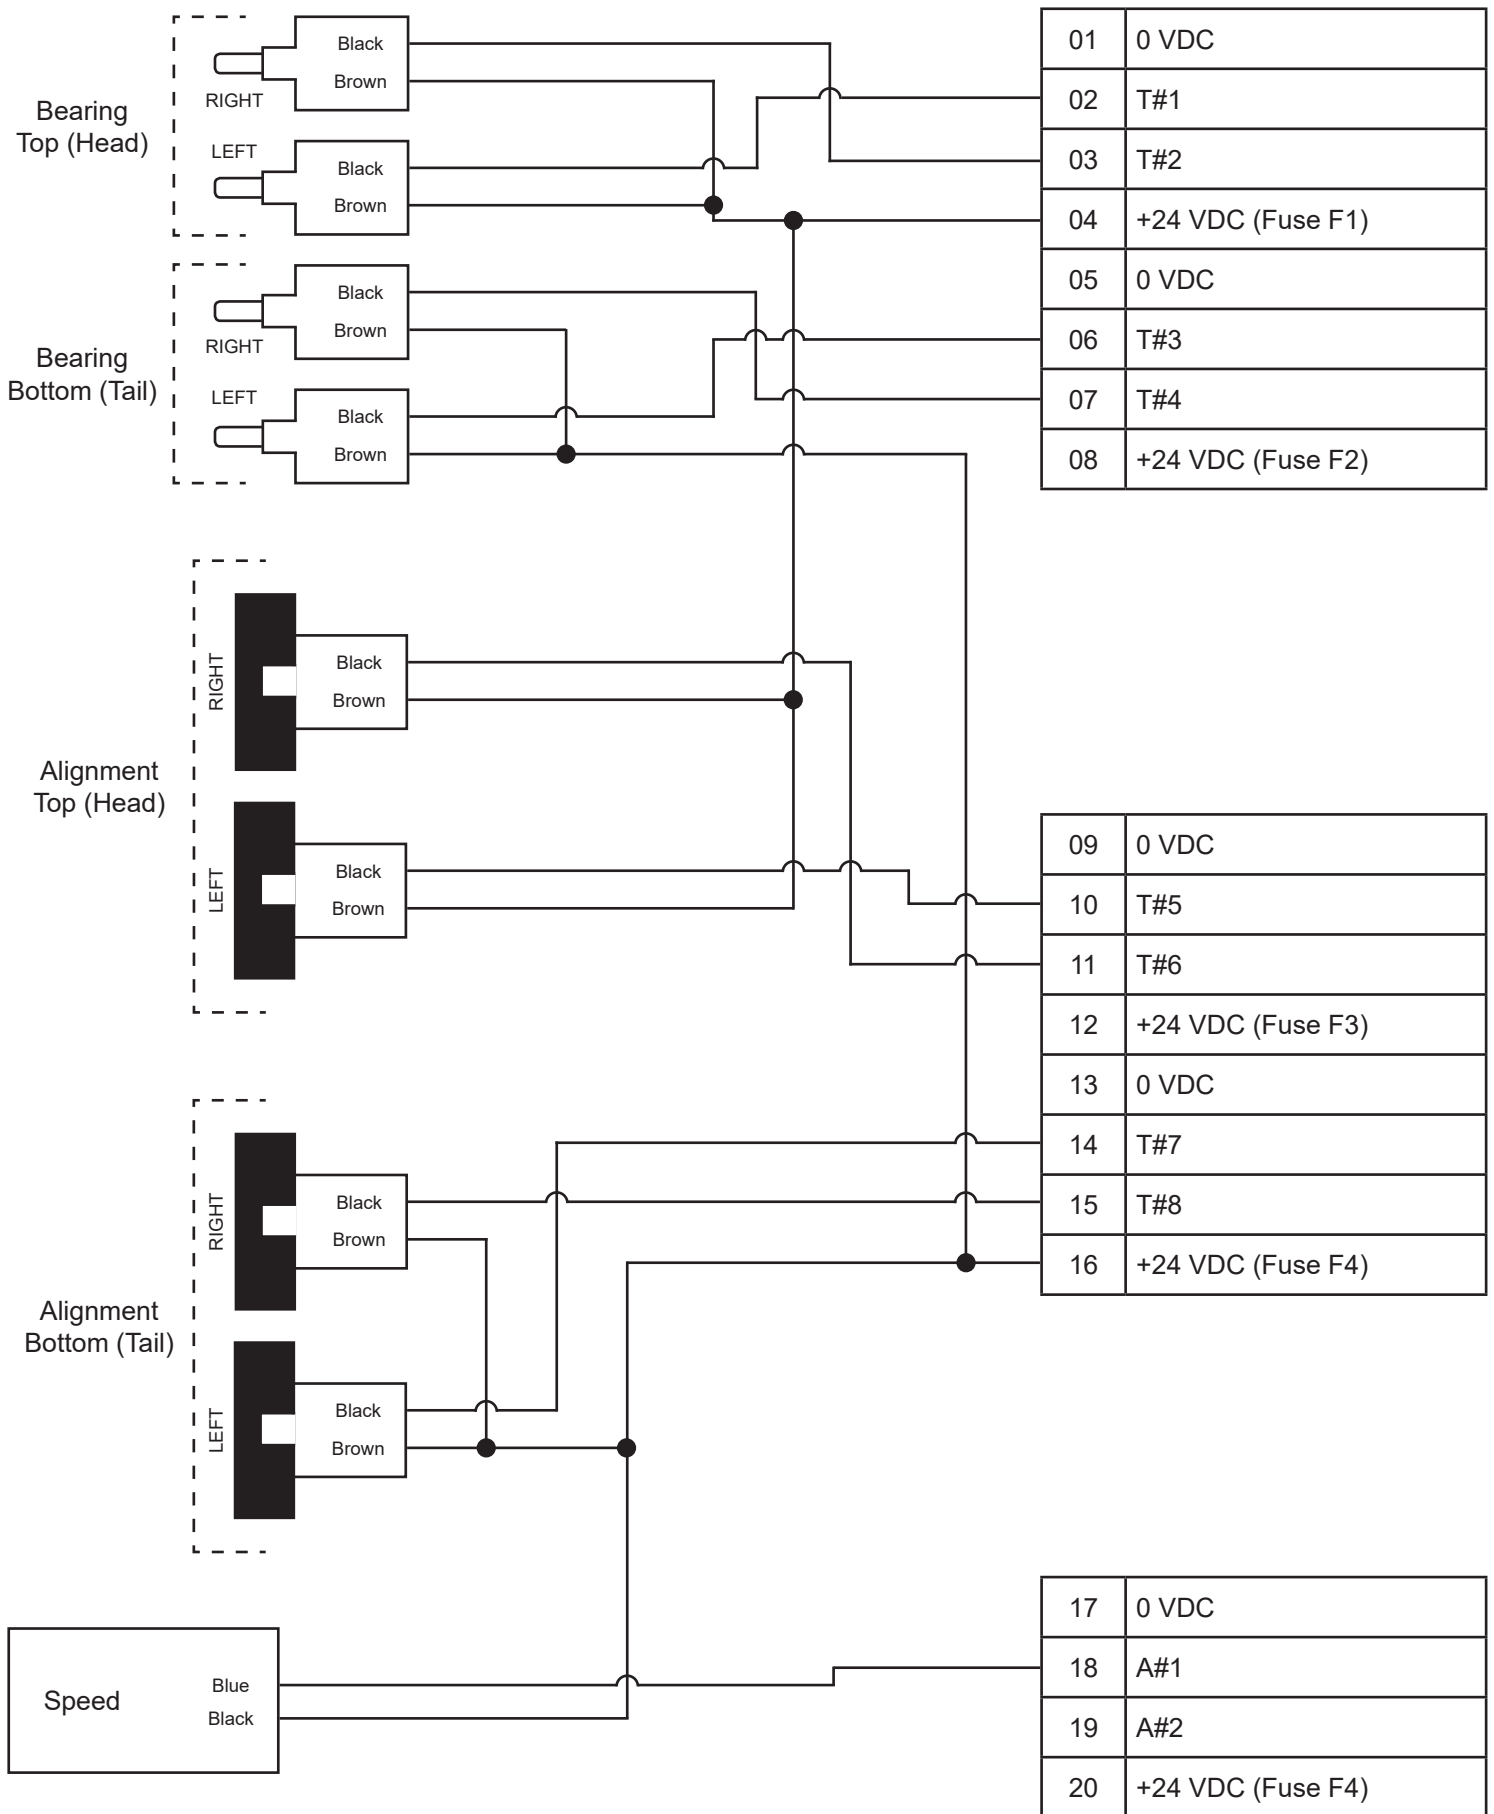 Bearing
Top (Head)
RIGHT
Black
Brown
LEFT
Black
Brown
Bearing
Bottom (Tail)
RIGHT
Black
Brown
LEFT
Black
Brown
01 0 VDC
02 T#1
03 T#2
04 +24 VDC (Fuse F1)
05 0 VDC
06 T#3
07 T#4
08 +24 VDC (Fuse F2)
Alignment
Top (Head)
RIGHT
Black
Brown
LEFT
Black
Brown
09 0 VDC
10 T#5
11 T#6
12 +24 VDC (Fuse F3)
13 0 VDC
14 T#7
15 T#8
16 +24 VDC (Fuse F4)
Alignment
Bottom (Tail)
RIGHT
Black
Brown
LEFT
Black
Brown
Speed
Blue
Black
17 0 VDC
18 A#1
19 A#2
20 +24 VDC (Fuse F4)